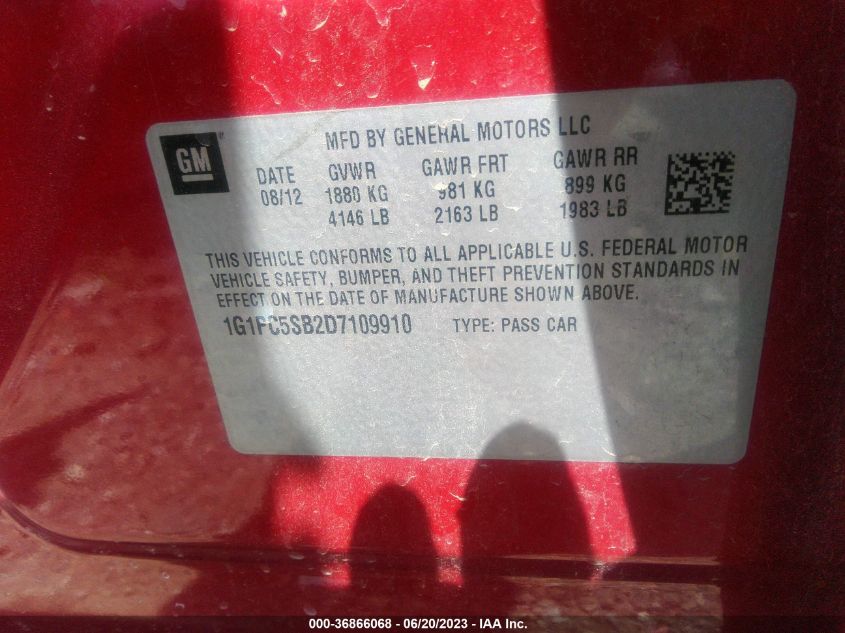 GM
MFD BY GENERAL MOTORS LLC
DATE GVWR GAWR FRT GAWR RR
08/12 1880 KG 981 KG 899 KG
4146 LB 2163 LB 1983 LB
THIS VEHICLE CONFORMS TO ALL APPLICABLE U.S. FEDERAL MOTOR
VEHICLE SAFETY, BUMPER, AND THEFT PREVENTION STANDARDS IN
EFFECT ON THE DATE OF MANUFACTURE SHOWN ABOVE.
1G1PC5SB2D7109910 TYPE: PASS CAR
000-36866068 - 06/20/2023 - IAA Inc.